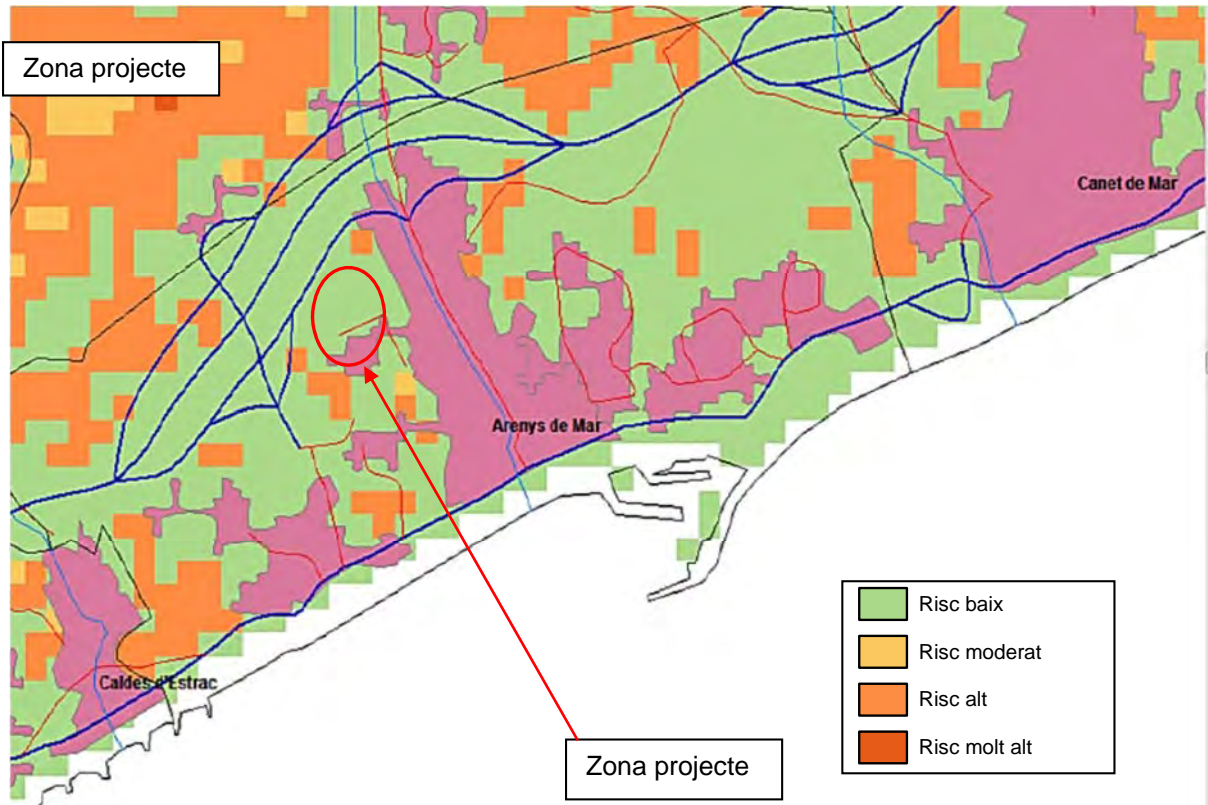 Zona projecte
Canet de Mar
Arenys de Mar
Caldes d'Estrac
Risc baix
Risc moderat
Risc alt
Risc molt alt
Zona projecte